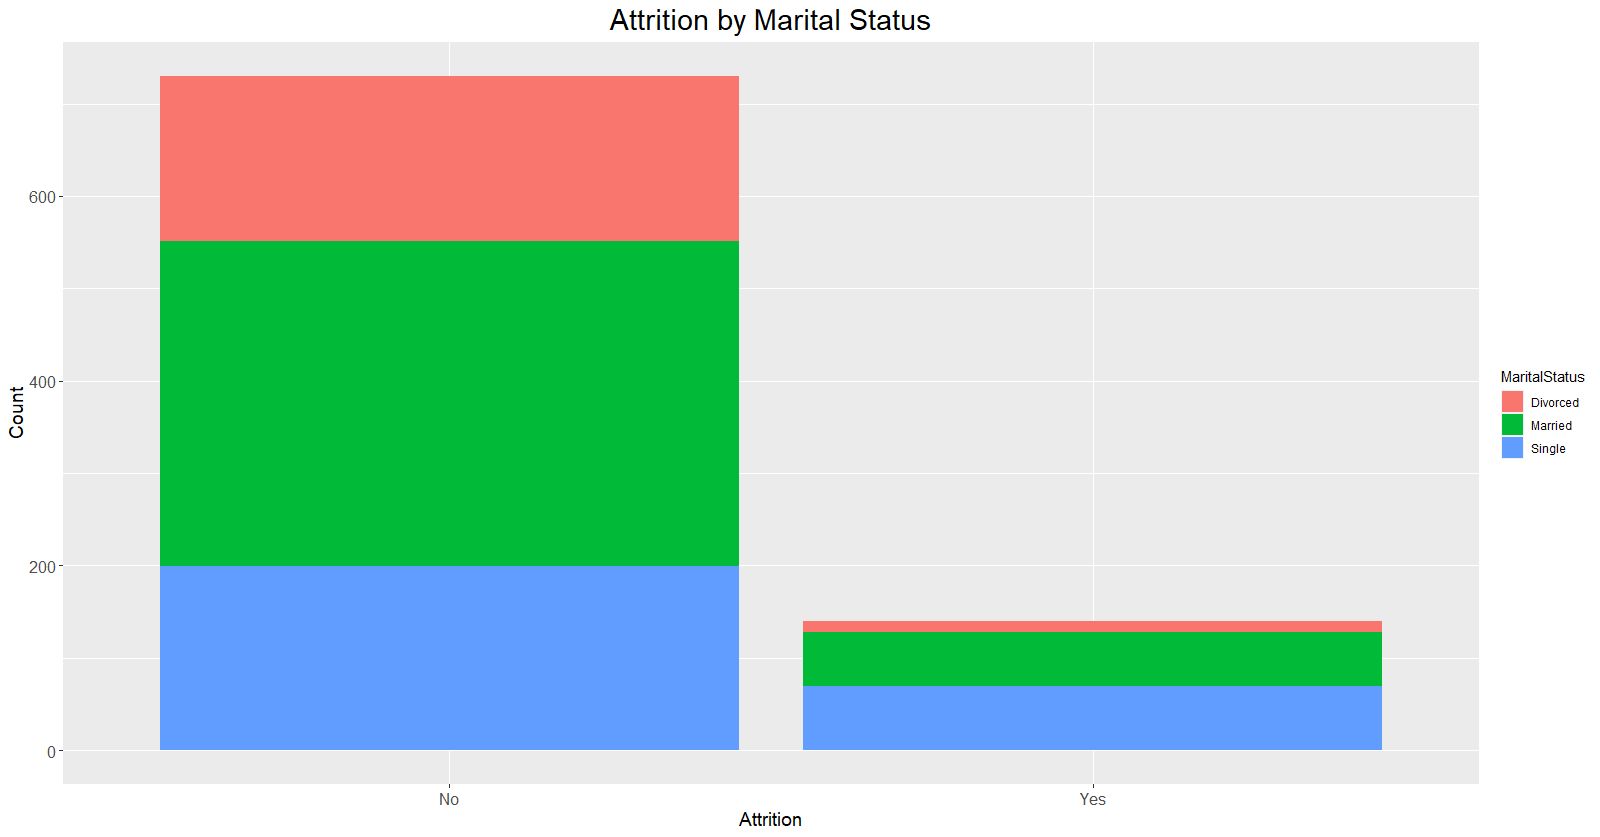 Attrition by Marital Status
Count
600
400
200
0
No
Yes
Attrition
MaritalStatus
Divorced
Married
Single